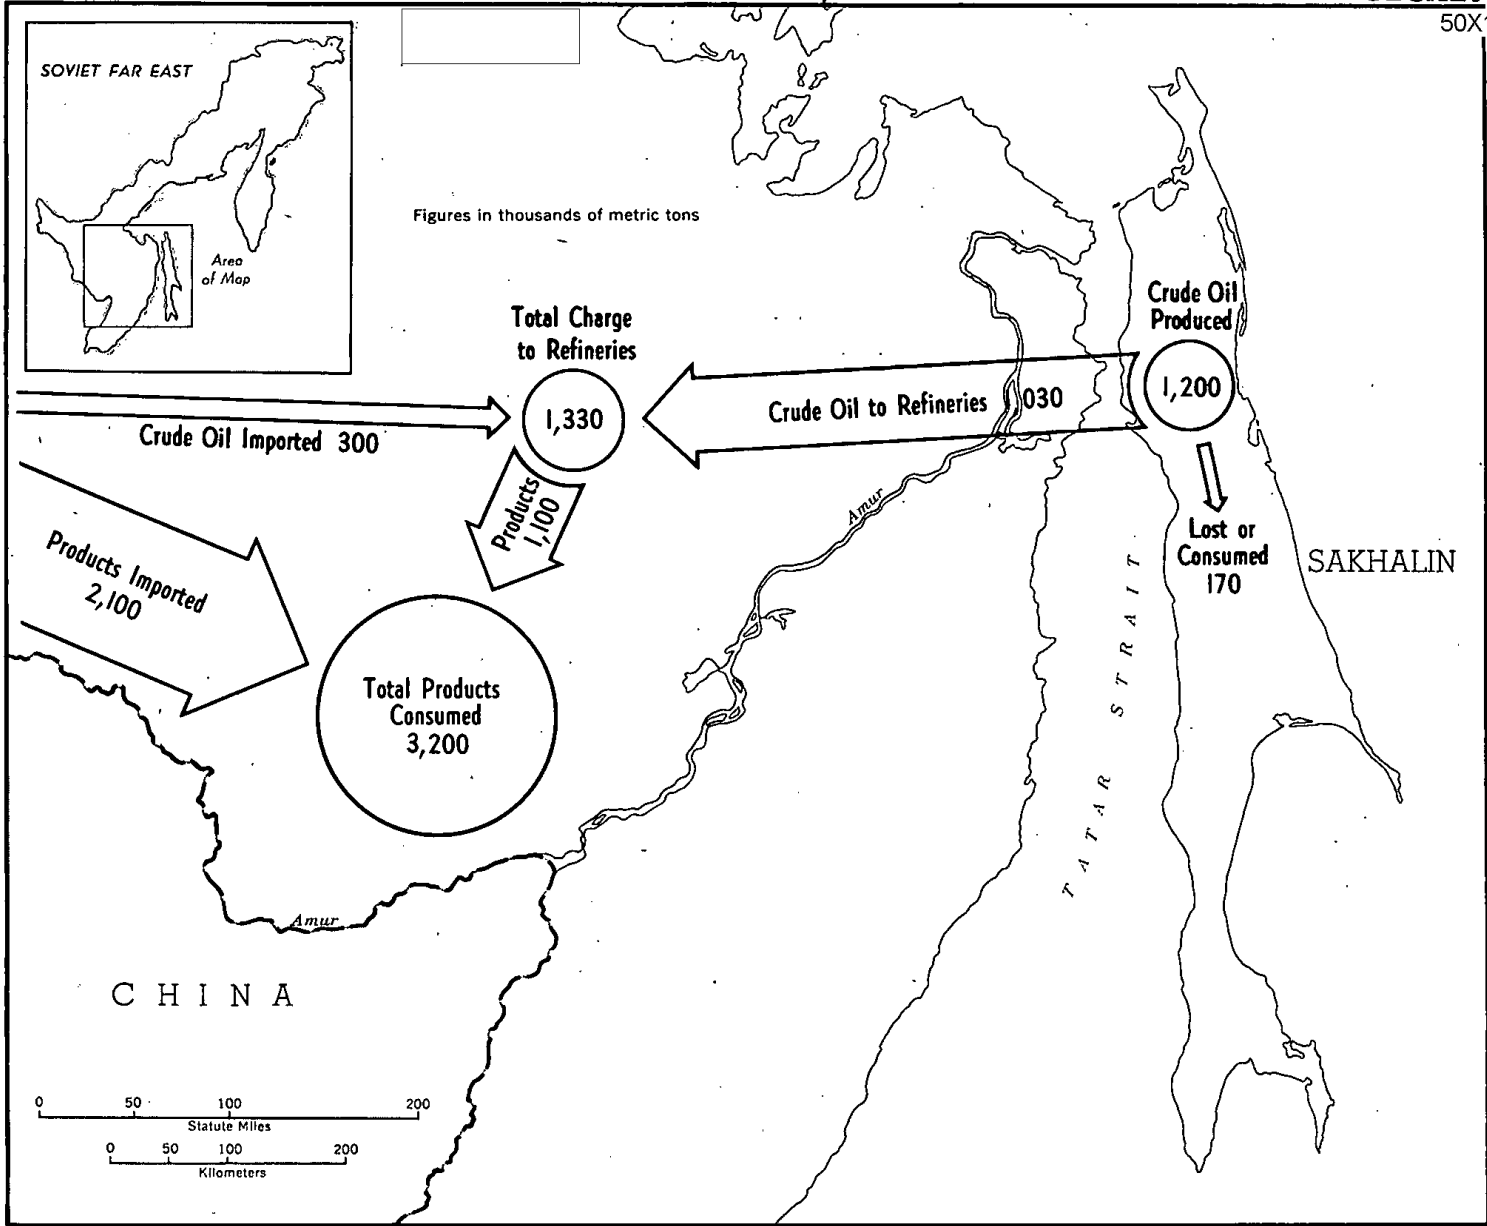 50X1
SOVIET FAR EAST
Area
of Map
Figures in thousands of metric tons
Total Charge
to Refineries
1,330
Crude Oil
Produced
1,200
Crude Oil to Refineries 030
Crude Oil Imported 300
Products
1,100
Products Imported
2,100
Lost or
Consumed
170
SAKHALIN
Amur
TATAR STRAIT
Total Products
Consumed
3,200
Amur
CHINA
0 50 100 200
Statute Miles
0 50 100 200
Kilometers